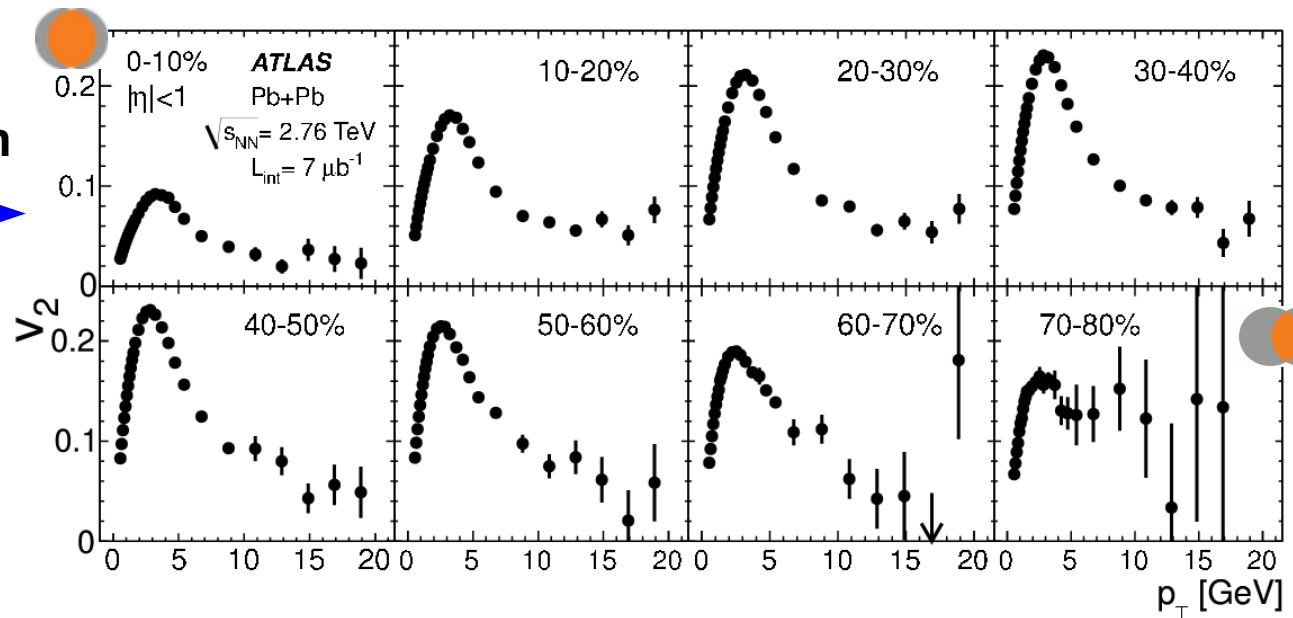 0-10% ATLAS
|η|<1 Pb+Pb
√s_NN= 2.76 TeV
L_int= 7 μb⁻¹
10-20%
20-30%
30-40%
0.2
0.1
0
n
V₂
40-50%
50-60%
60-70%
70-80%
0.2
0.1
0
0 5 10 15 20 0 5 10 15 20 0 5 10 15 20 0 5 10 15 20
p_T [GeV]